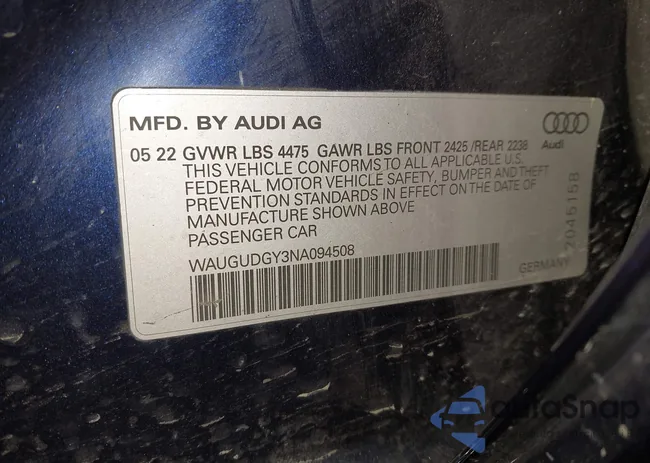 MFD. BY AUDI AG
Audi
05 22 GVWR LBS 4475 GAWR LBS FRONT 2425 /REAR 2238
THIS VEHICLE CONFORMS TO ALL APPLICABLE U.S.
FEDERAL MOTOR VEHICLE SAFETY, BUMPER AND THEFT
PREVENTION STANDARDS IN EFFECT ON THE DATE OF
MANUFACTURE SHOWN ABOVE
PASSENGER CAR
WAUGUDGY3NA094508
GERMANY
204515B
autoSnap